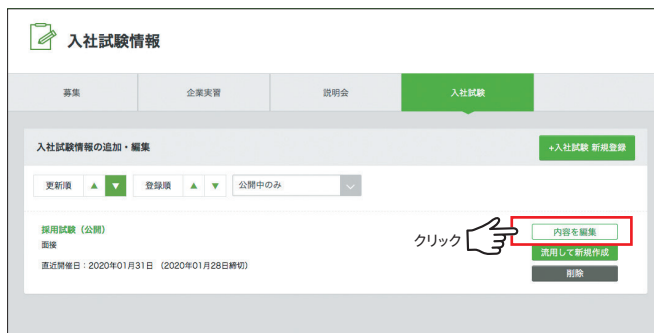 入社試験情報
募集 企業実習 説明会 入社試験
入社試験情報の追加・編集 +入社試験 新規登録
更新順 ▲ ▼ 登録順 ▲ ▼ 公開中のみ
採用試験（公開）
面接
直近開催日：2020年01月31日 （2020年01月28日締切）
クリック
内容を編集
流用して新規作成
削除